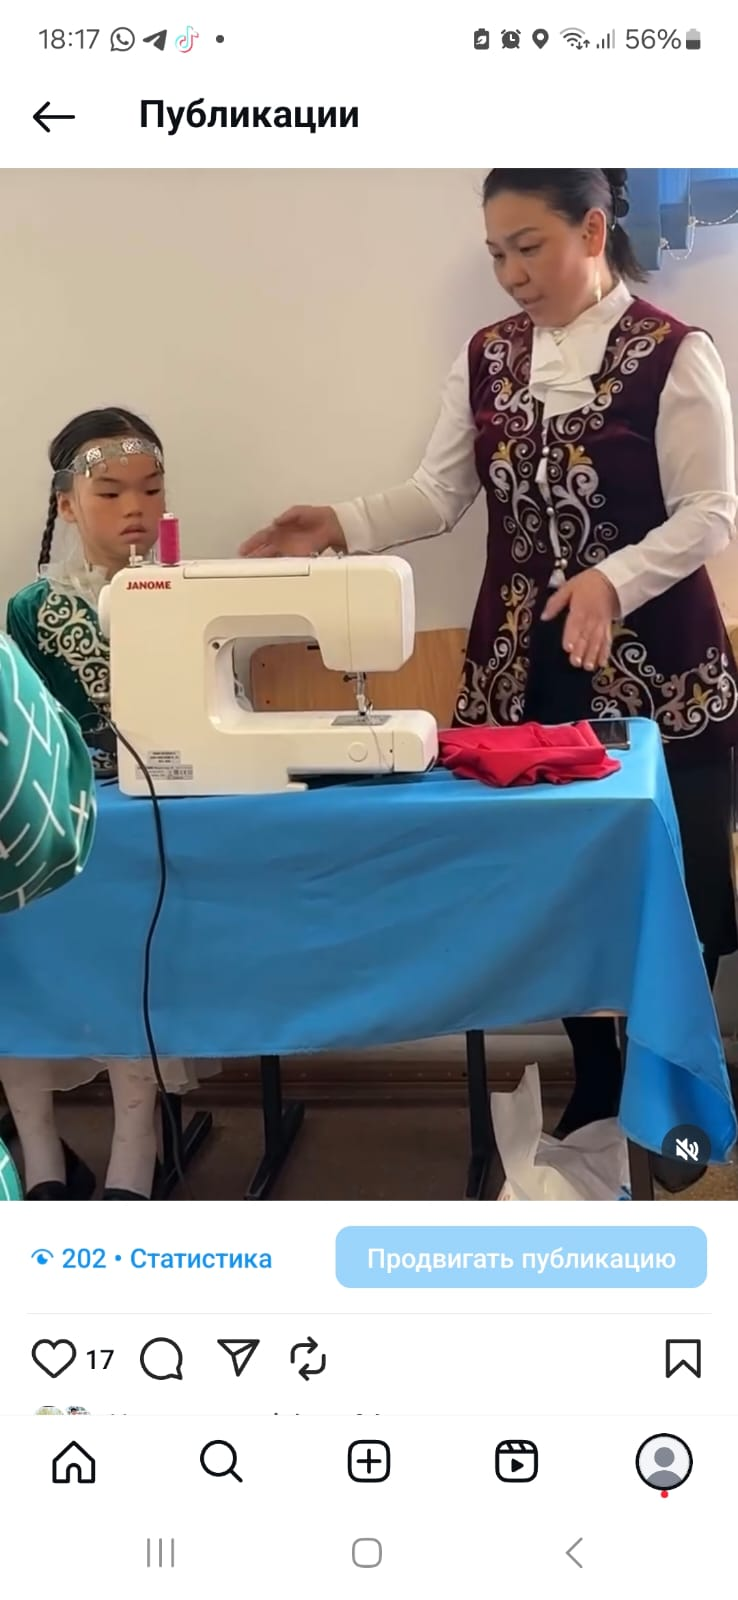 18:17 56%
Публикации
JANOME
202 • Статистика
Продвигать публикацию
17